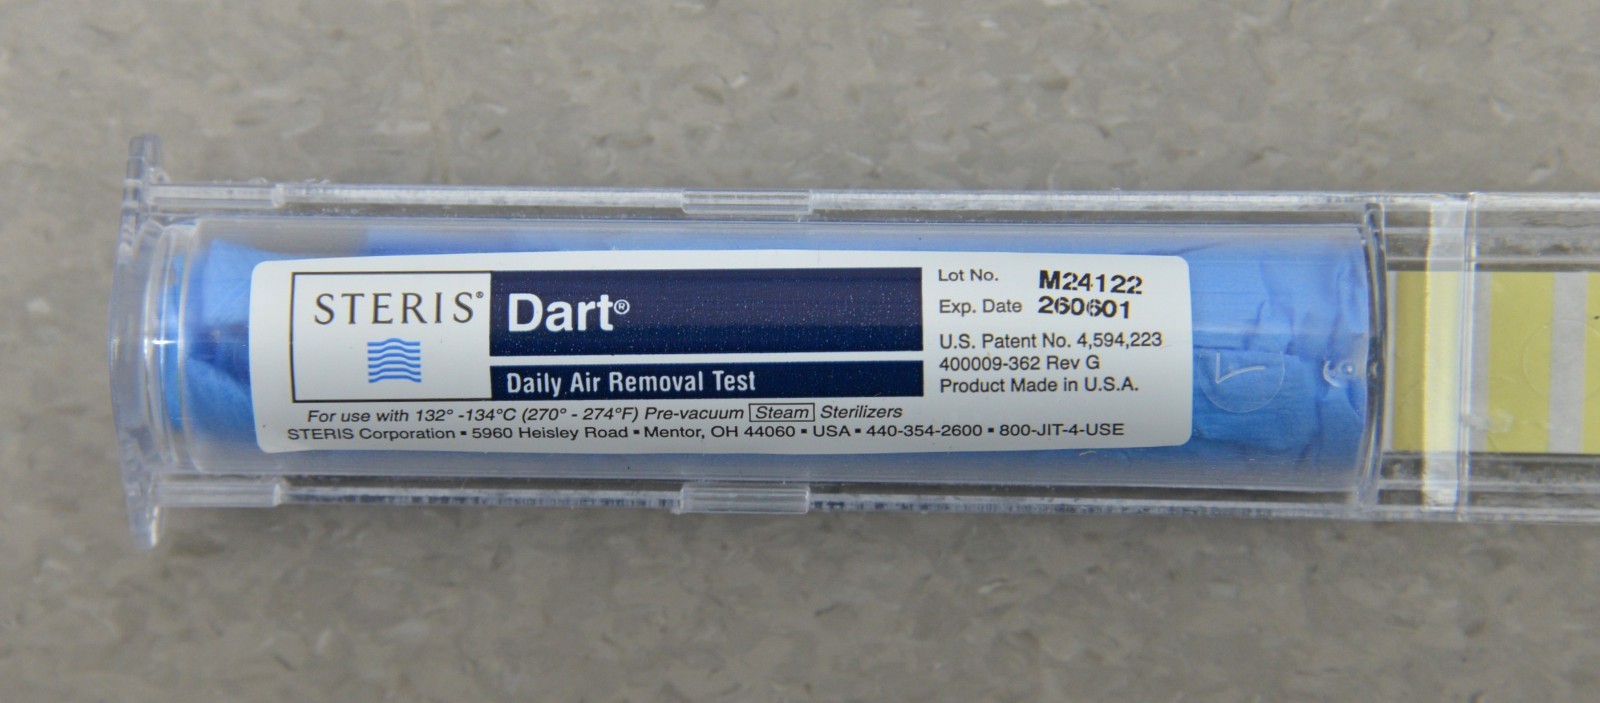 STERIS®
Dart®
Daily Air Removal Test
Lot No. M24122
Exp. Date 260601
U.S. Patent No. 4,594,223
400009-362 Rev G
Product Made in U.S.A.
For use with 132° -134°C (270° - 274°F) Pre-vacuum Steam Sterilizers
STERIS Corporation ▪ 5960 Heisley Road ▪ Mentor, OH 44060 ▪ USA ▪ 440-354-2600 ▪ 800-JIT-4-USE